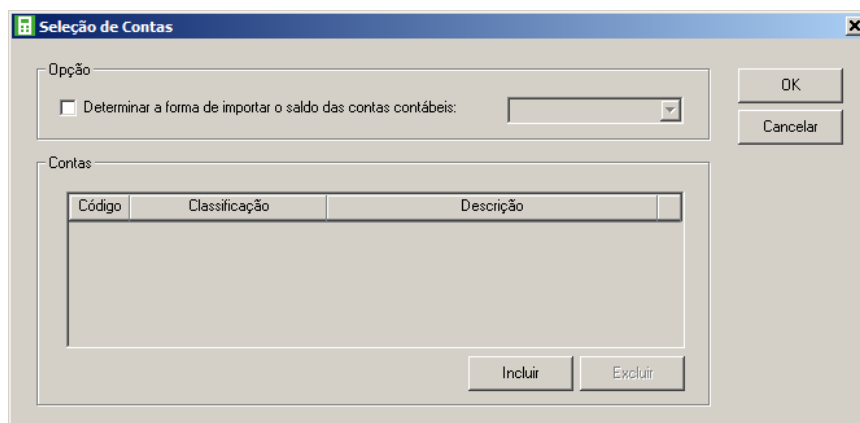 Seleção de Contas
Opção
Determinar a forma de importar o saldo das contas contábeis:
OK
Cancelar
Contas
Código Classificação Descrição
Incluir Excluir